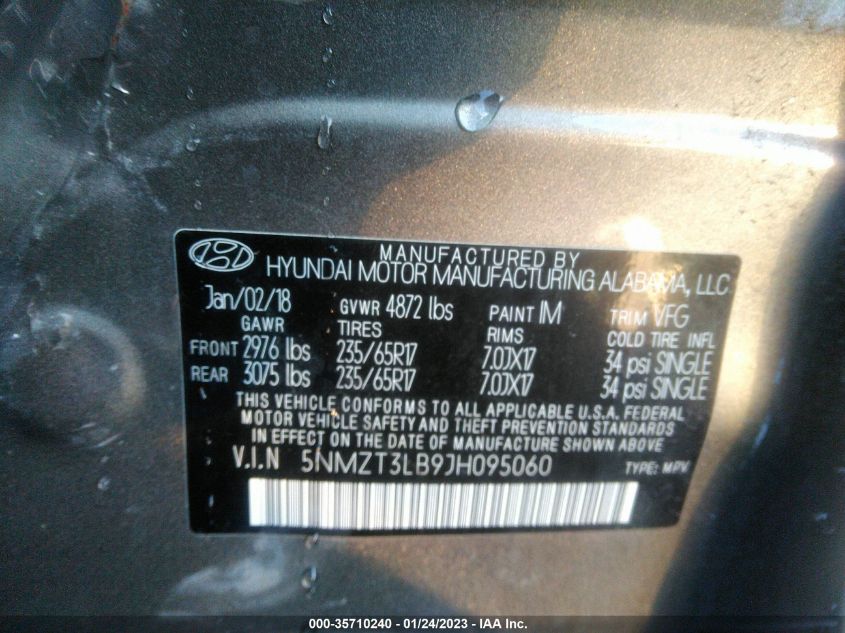 MANUFACTURED BY
HYUNDAI MOTOR MANUFACTURING ALABAMA, LLC
Jan/02/18 GVWR 4872 lbs PAINT IM TRIM VFG
GAWR TIRES RIMS COLD TIRE INFL
FRONT 2976 lbs 235/65R17 7.0JX17 34 psi SINGLE
REAR 3075 lbs 235/65R17 7.0JX17 34 psi SINGLE
THIS VEHICLE CONFORMS TO ALL APPLICABLE U.S.A. FEDERAL
MOTOR VEHICLE SAFETY AND THEFT PREVENTION STANDARDS
IN EFFECT ON THE DATE OF MANUFACTURE SHOWN ABOVE
V.I.N 5NMZT3LB9JH095060 TYPE: MPV
000-35710240 - 01/24/2023 - IAA Inc.